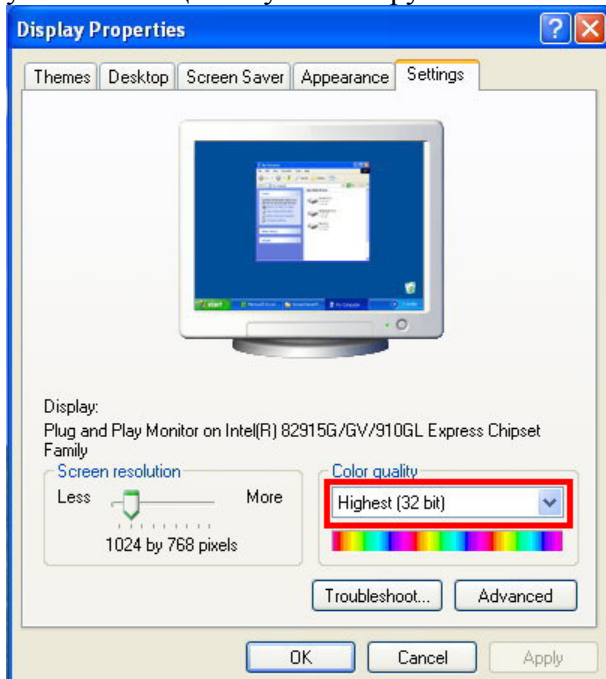 Display Properties
Themes Desktop Screen Saver Appearance Settings
Display:
Plug and Play Monitor on Intel(R) 82915G/GV/910GL Express Chipset
Family
Screen resolution
Less More
1024 by 768 pixels
Color quality
Highest (32 bit)
Troubleshoot... Advanced
OK Cancel Apply